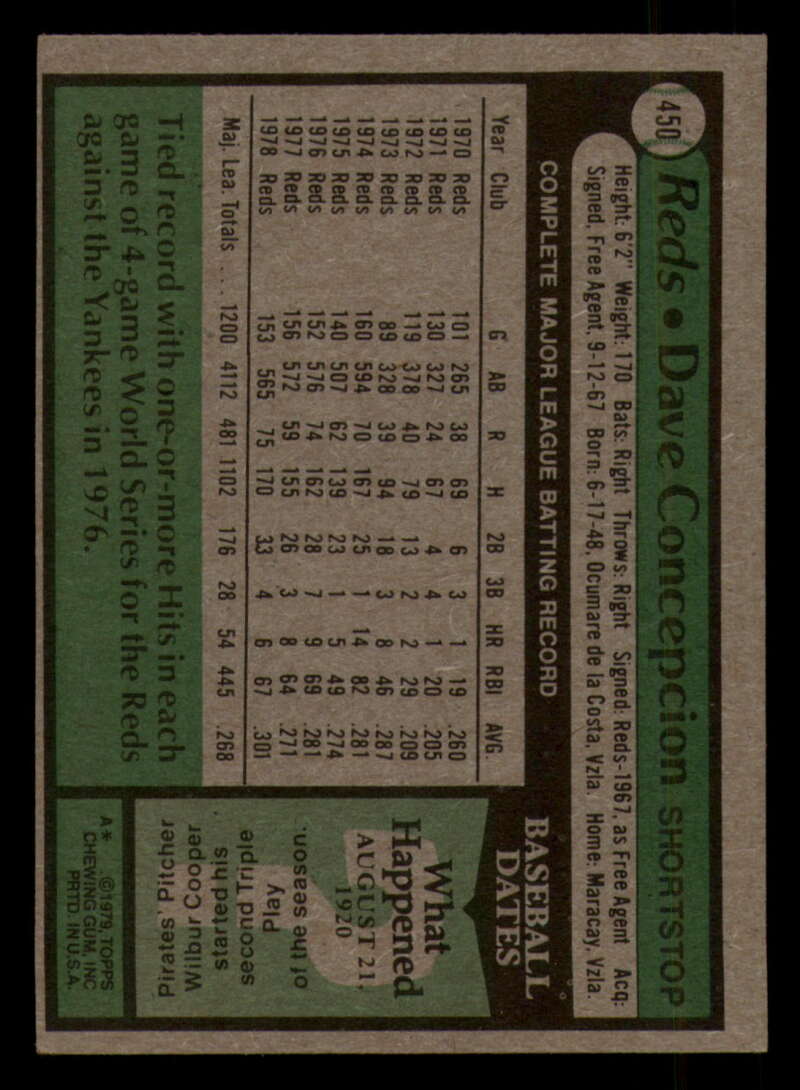 450
Reds • Dave Concepcion SHORTSTOP
Height: 6'2" Weight: 170 Bats: Right Throws: Right Signed: Reds-1967, as Free Agent Acq:
Signed, Free Agent, 9-12-67 Born: 6-17-48, Ocumare de la Costa, Vzla. Home: Maracay, Vzla.
COMPLETE MAJOR LEAGUE BATTING RECORD
Year Club G AB R H 2B 3B HR RBI AVG.
1970 Reds 101 265 38 69 6 3 1 19 .260
1971 Reds 130 327 24 67 4 4 1 20 .205
1972 Reds 119 378 40 79 13 2 2 29 .209
1973 Reds 89 328 39 94 18 3 8 46 .287
1974 Reds 160 594 70 167 25 1 14 82 .281
1975 Reds 140 507 62 139 23 1 5 49 .274
1976 Reds 152 576 74 162 28 7 9 69 .281
1977 Reds 156 572 59 155 26 3 8 64 .271
1978 Reds 153 565 75 170 33 4 6 67 .301
Maj. Lea. Totals .... 1200 4112 481 1102 176 28 54 445 .268
Tied record with one-or-more Hits in each
game of 4-game World Series for the Reds
against the Yankees in 1976.
BASEBALL
DATES
What
Happened
AUGUST 21,
1920
Pirates' Pitcher
Wilbur Cooper
started his
second Triple
Play
of the season.
A* ©1979, TOPPS
CHEWING GUM, INC
PRTD. IN U.S.A.